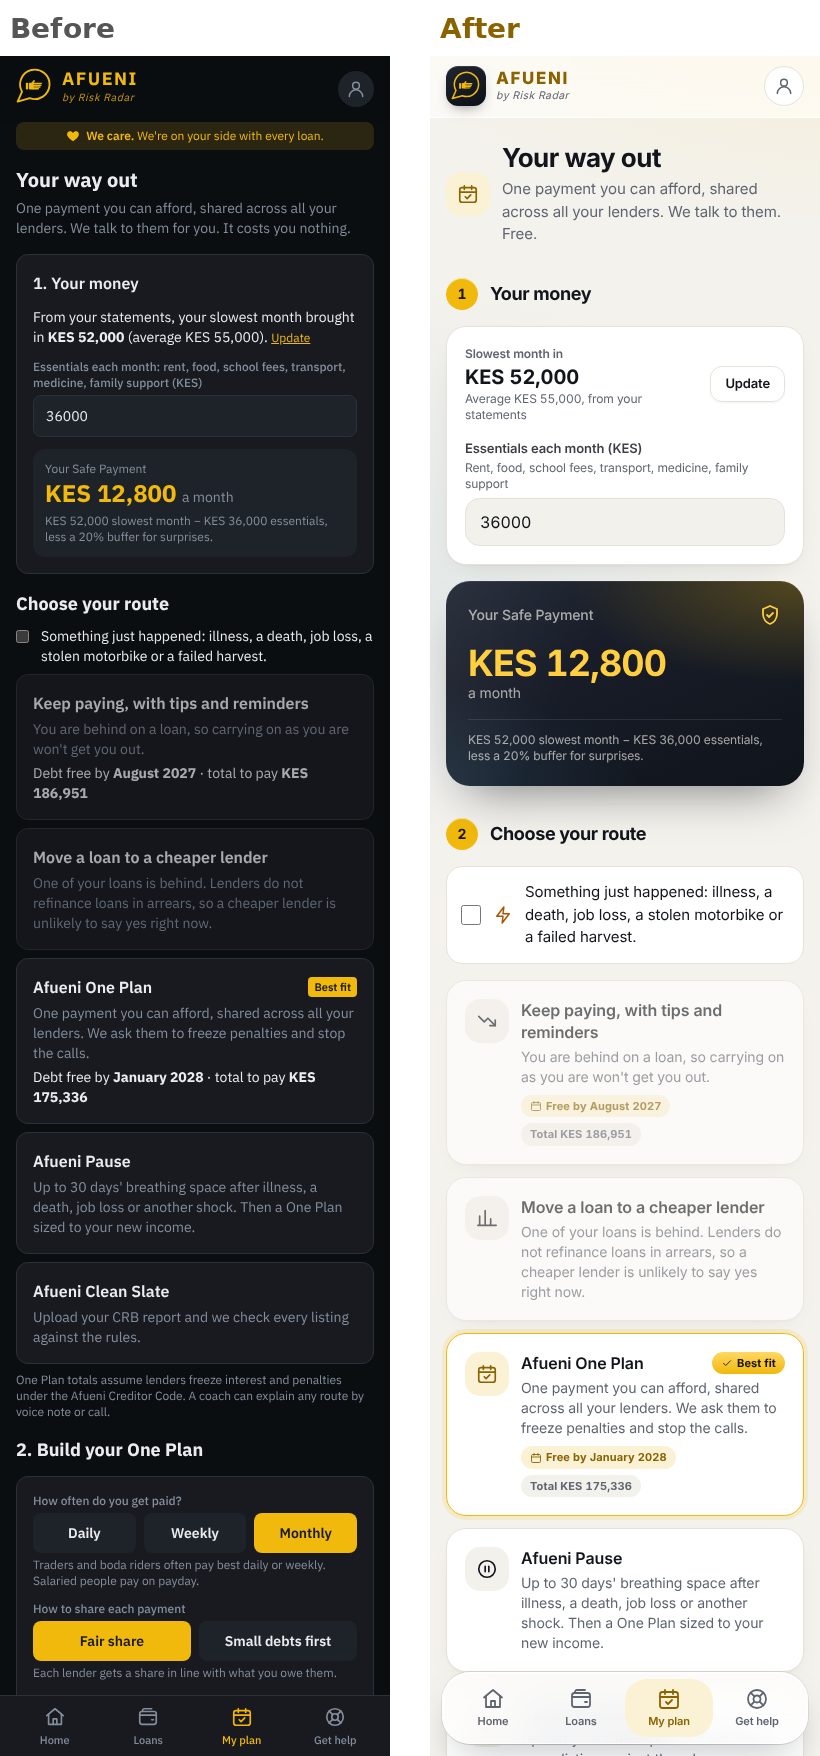 Before
AFUENI
by Risk Radar
We care. We're on your side with every loan.
Your way out
One payment you can afford, shared across all your
lenders. We talk to them for you. It costs you nothing.
1. Your money
From your statements, your slowest month brought
in KES 52,000 (average KES 55,000). Update
Essentials each month: rent, food, school fees, transport,
medicine, family support (KES)
36000
Your Safe Payment
KES 12,800 a month
KES 52,000 slowest month − KES 36,000 essentials,
less a 20% buffer for surprises.
Choose your route
Something just happened: illness, a death, job loss, a
stolen motorbike or a failed harvest.
Keep paying, with tips and reminders
You are behind on a loan, so carrying on as you are
won't get you out.
Debt free by August 2027 · total to pay KES
186,951
Move a loan to a cheaper lender
One of your loans is behind. Lenders do not
refinance loans in arrears, so a cheaper lender is
unlikely to say yes right now.
Afueni One Plan
Best fit
One payment you can afford, shared across all your
lenders. We ask them to freeze penalties and stop
the calls.
Debt free by January 2028 · total to pay KES
175,336
Afueni Pause
Up to 30 days' breathing space after illness, a
death, job loss or another shock. Then a One Plan
sized to your new income.
Afueni Clean Slate
Upload your CRB report and we check every listing
against the rules.
One Plan totals assume lenders freeze interest and penalties
under the Afueni Creditor Code. A coach can explain any route by
voice note or call.
2. Build your One Plan
How often do you get paid?
Daily
Weekly
Monthly
Traders and boda riders often pay best daily or weekly.
Salaried people pay on payday.
How to share each payment
Fair share
Small debts first
Each lender gets a share in line with what you owe them.
Home
Loans
My plan
Get help
After
AFUENI
by Risk Radar
Your way out
One payment you can afford, shared
across all your lenders. We talk to them.
Free.
1
Your money
Slowest month in
KES 52,000
Average KES 55,000, from your
statements
Update
Essentials each month (KES)
Rent, food, school fees, transport, medicine, family
support
36000
Your Safe Payment
KES 12,800
a month
KES 52,000 slowest month − KES 36,000 essentials,
less a 20% buffer for surprises.
2
Choose your route
Something just happened: illness, a
death, job loss, a stolen motorbike or
a failed harvest.
Keep paying, with tips and
reminders
You are behind on a loan, so carrying on
as you are won't get you out.
Free by August 2027
Total KES 186,951
Move a loan to a cheaper lender
One of your loans is behind. Lenders do
not refinance loans in arrears, so a
cheaper lender is unlikely to say yes
right now.
Afueni One Plan
Best fit
One payment you can afford, shared
across all your lenders. We ask them to
freeze penalties and stop the calls.
Free by January 2028
Total KES 175,336
Afueni Pause
Up to 30 days' breathing space after
illness, a death, job loss or another
shock. Then a One Plan sized to your
new income.
Home
Loans
My plan
Get help